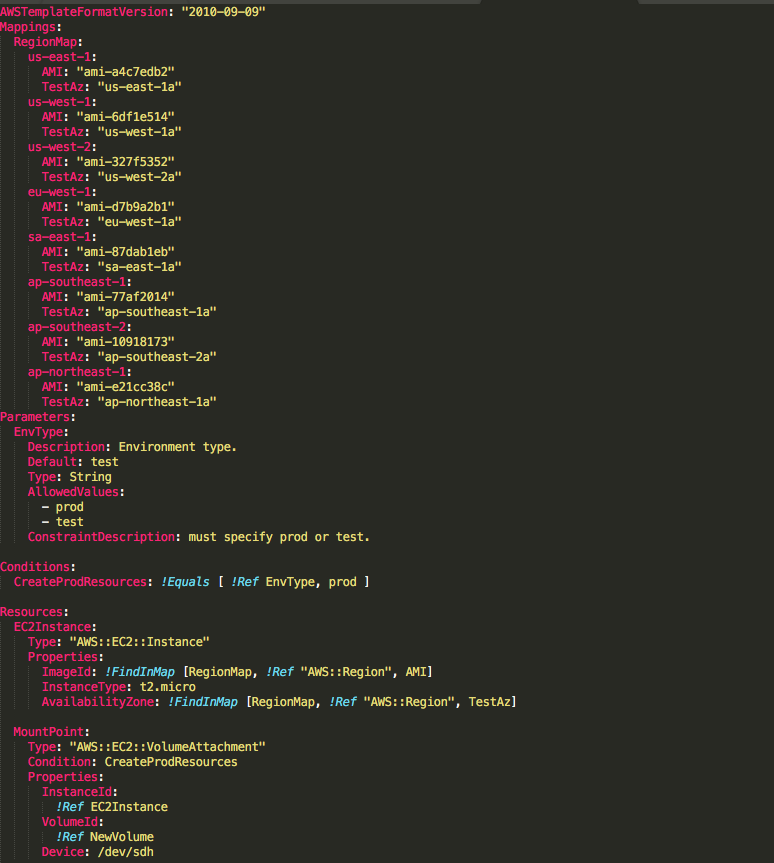 AWSTemplateFormatVersion: "2010-09-09"
Mappings:
  RegionMap:
    us-east-1:
      AMI: "ami-a4c7edb2"
      TestAz: "us-east-1a"
    us-west-1:
      AMI: "ami-6df1e514"
      TestAz: "us-west-1a"
    us-west-2:
      AMI: "ami-327f5352"
      TestAz: "us-west-2a"
    eu-west-1:
      AMI: "ami-d7b9a2b1"
      TestAz: "eu-west-1a"
    sa-east-1:
      AMI: "ami-87dab1eb"
      TestAz: "sa-east-1a"
    ap-southeast-1:
      AMI: "ami-77af2014"
      TestAz: "ap-southeast-1a"
    ap-southeast-2:
      AMI: "ami-10918173"
      TestAz: "ap-southeast-2a"
    ap-northeast-1:
      AMI: "ami-e21cc38c"
      TestAz: "ap-northeast-1a"
Parameters:
  EnvType:
    Description: Environment type.
    Default: test
    Type: String
    AllowedValues:
      - prod
      - test
    ConstraintDescription: must specify prod or test.

Conditions:
  CreateProdResources: !Equals [ !Ref EnvType, prod ]

Resources:
  EC2Instance:
    Type: "AWS::EC2::Instance"
    Properties:
      ImageId: !FindInMap [RegionMap, !Ref "AWS::Region", AMI]
      InstanceType: t2.micro
      AvailabilityZone: !FindInMap [RegionMap, !Ref "AWS::Region", TestAz]

  MountPoint:
    Type: "AWS::EC2::VolumeAttachment"
    Condition: CreateProdResources
    Properties:
      InstanceId:
        !Ref EC2Instance
      VolumeId:
        !Ref NewVolume
      Device: /dev/sdh